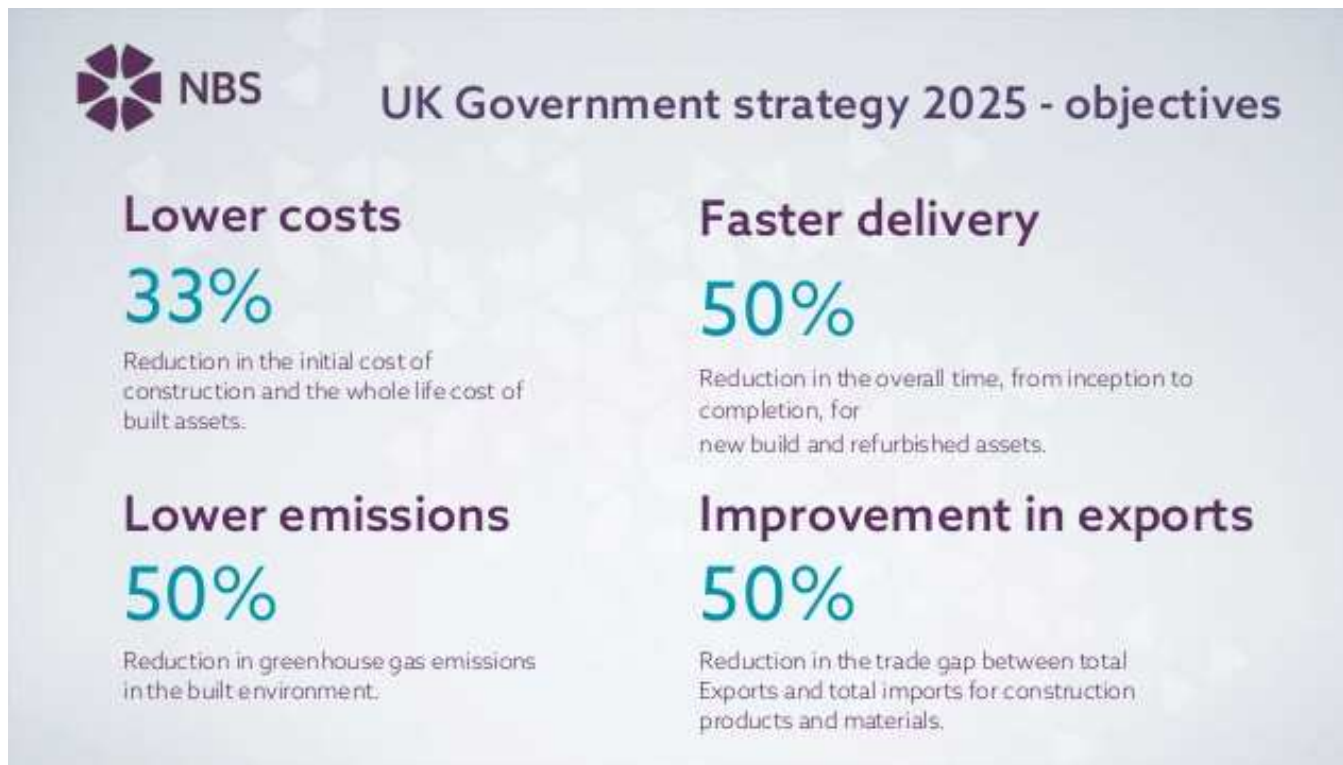 NBS
UK Government strategy 2025 - objectives
Lower costs
33%
Reduction in the initial cost of
construction and the whole life cost of
built assets.
Faster delivery
50%
Reduction in the overall time, from inception to
completion, for
new build and refurbished assets.
Lower emissions
50%
Reduction in greenhouse gas emissions
in the built environment.
Improvement in exports
50%
Reduction in the trade gap between total
Exports and total imports for construction
products and materials.